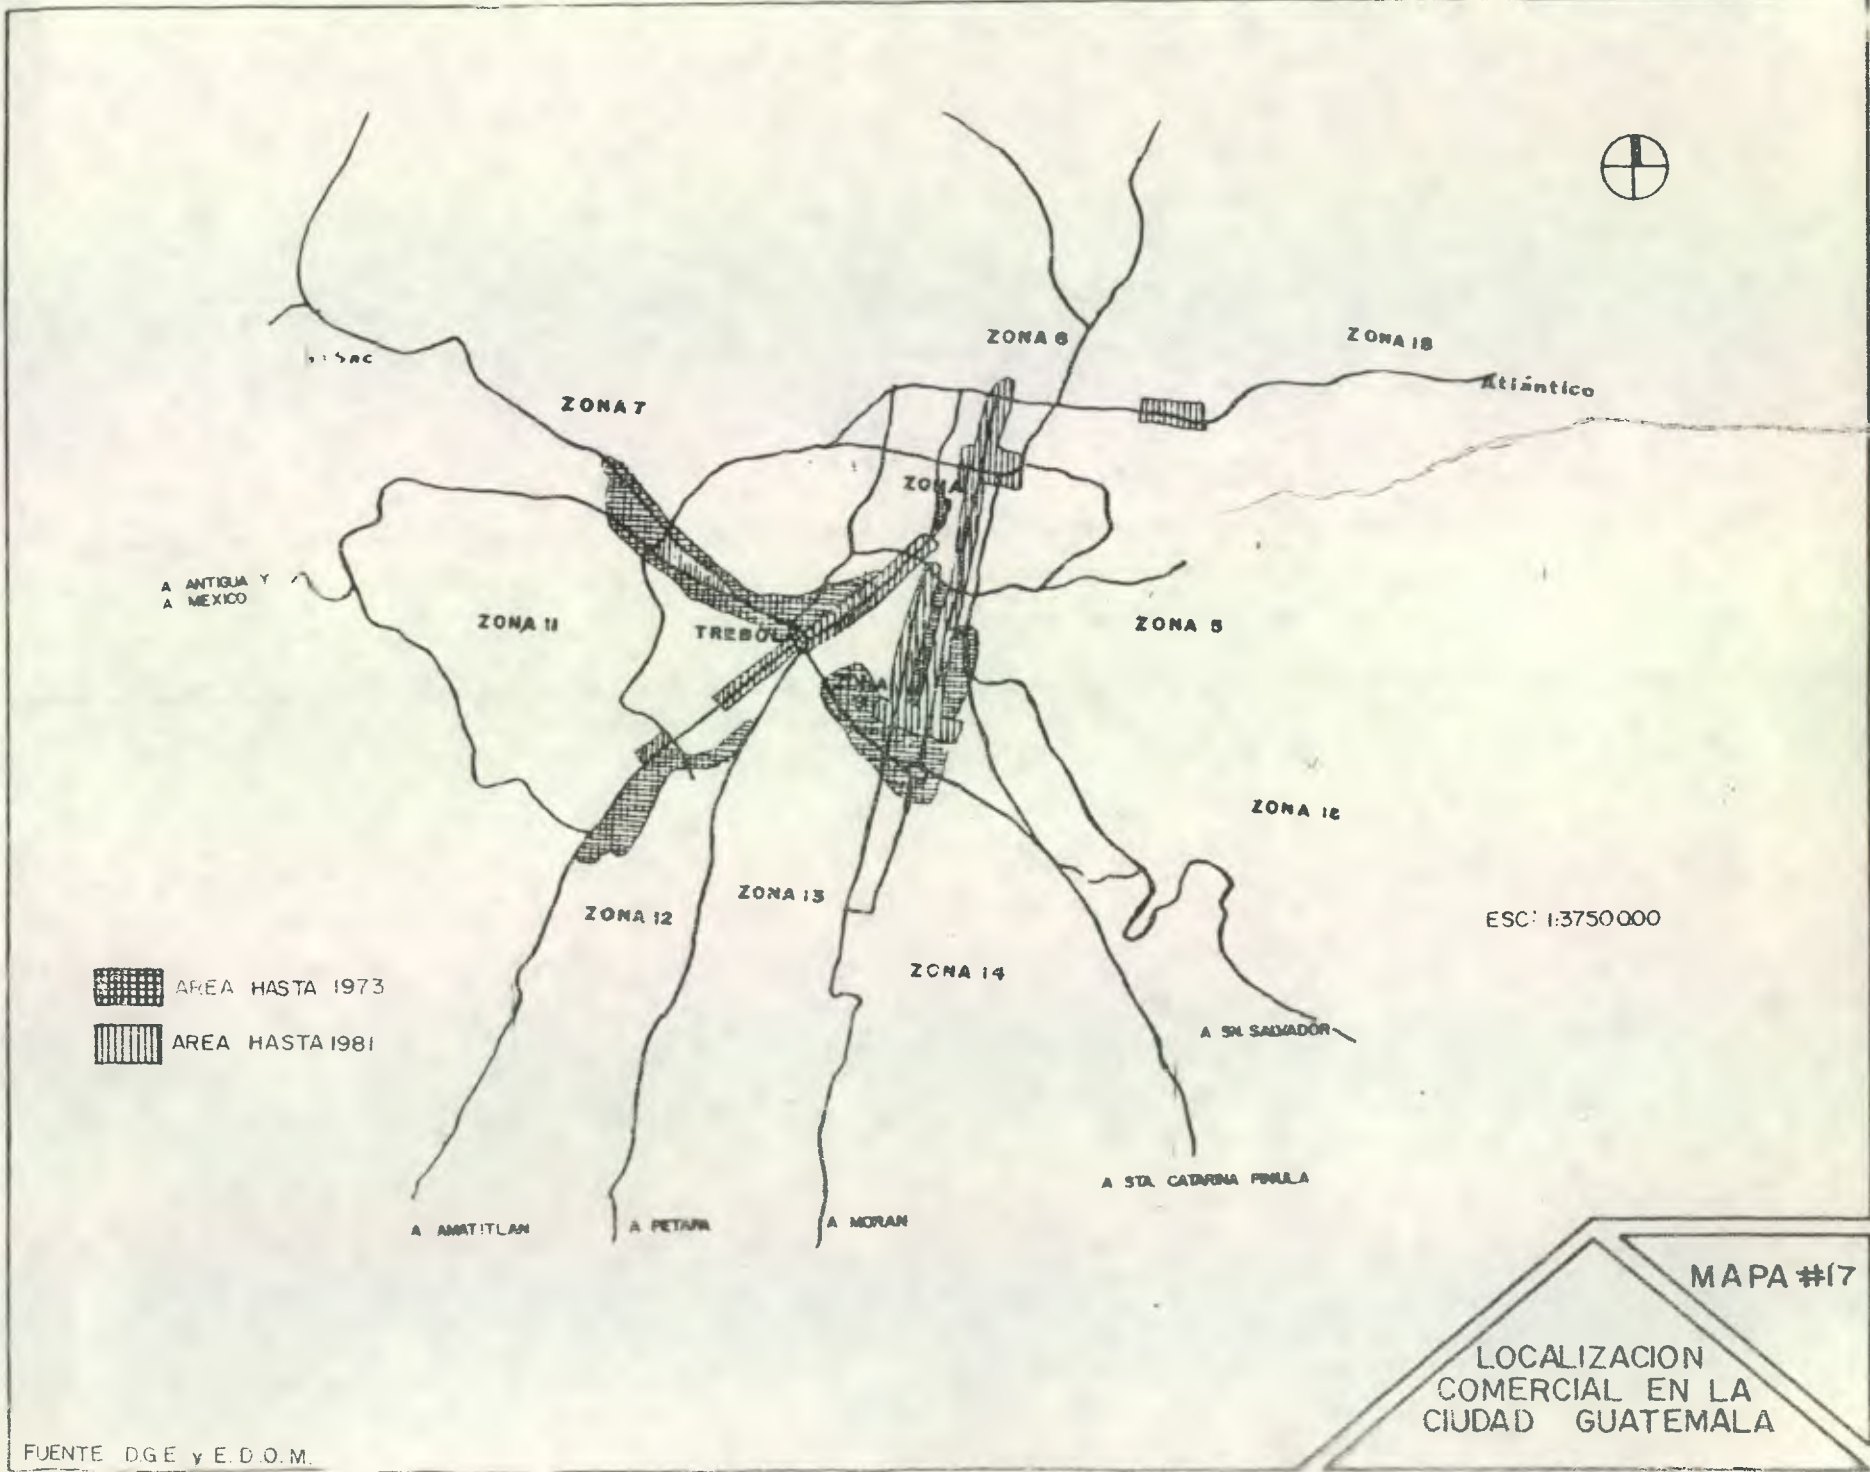 ZONA 6
ZONA 18
Atlántico
ZONA 7
ZONA
A ANTIGUA Y
A MEXICO
ZONA 11
TREBOL
ZONA 5
ZONA
ZONA 12
ZONA 13
ZONA 14
ESC: 1:3750000
AREA HASTA 1973
AREA HASTA 1981
A SN. SALVADOR
A STA. CATARINA PINULA
A AMATITLAN
A PETAPA
A MORAN
MAPA #17
LOCALIZACION
COMERCIAL EN LA
CIUDAD GUATEMALA
FUENTE D.G.E y E.D.O.M.